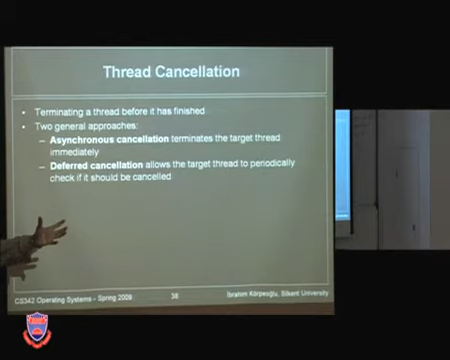 Thread Cancellation
• Terminating a thread before it has finished
• Two general approaches:
– Asynchronous cancellation terminates the target thread
immediately
– Deferred cancellation allows the target thread to periodically
check if it should be cancelled
CS342 Operating Systems – Spring 2009 38 İbrahim Körpeoğlu, Bilkent University